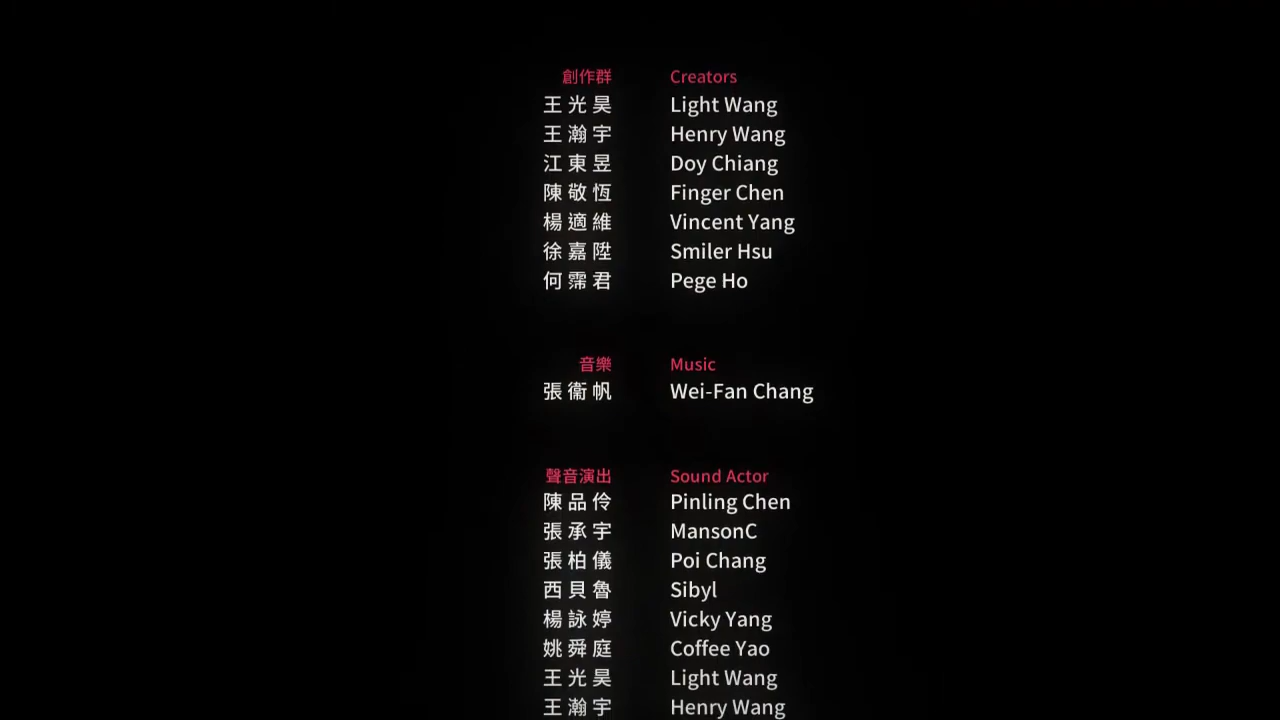 創作群 Creators
王光昊 Light Wang
王瀚宇 Henry Wang
江東昱 Doy Chiang
陳敬恆 Finger Chen
楊適維 Vincent Yang
徐嘉陞 Smiler Hsu
何霈君 Pege Ho
音樂 Music
張衞帆 Wei-Fan Chang
聲音演出 Sound Actor
陳品伶 Pinling Chen
張承宇 MansonC
張柏儀 Poi Chang
西貝魯 Sibyl
楊詠婷 Vicky Yang
姚舜庭 Coffee Yao
王光昊 Light Wang
王瀚宇 Henry Wang